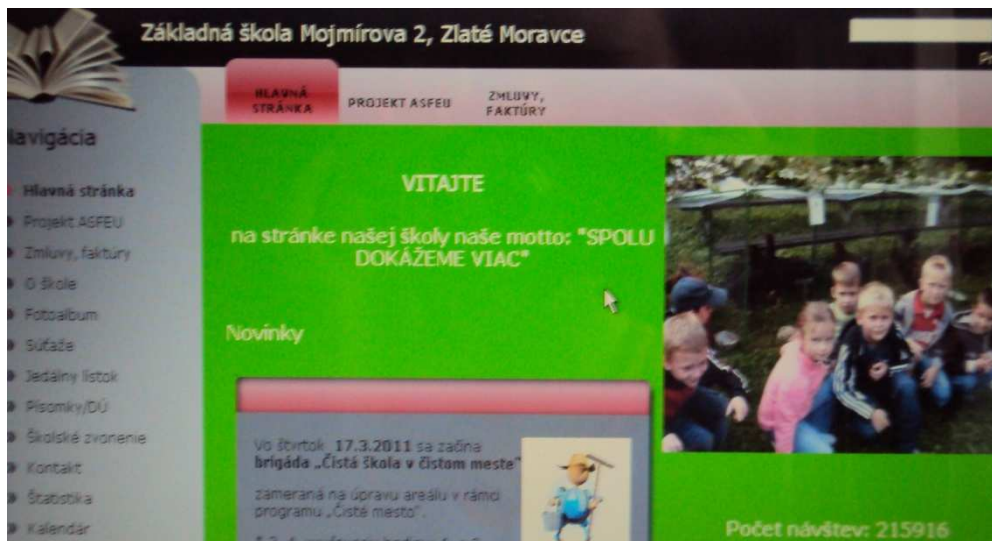 Základná škola Mojmírova 2, Zlaté Moravce
HLAVNÁ
STRÁNKA
PROJEKT ASFEU
ZMLUVY,
FAKTÚRY
Navigácia
Hlavná stránka
Projekt ASFEU
Zmluvy, faktúry
O škole
Fotoalbum
Súťaže
Jedálny lístok
Písomky/DÚ
Školské zvonenie
Kontakt
Štatistika
Kalendár
VITAJTE
na stránke našej školy naše motto: "SPOLU
DOKÁŽEME VIAC"
Novinky
Vo štvrtok 17.3.2011 sa začína
brigáda „Čistá škola v čistom meste"
zameraná na úpravu areálu v rámci
programu „Čisté mesto".
Počet návštev: 215916